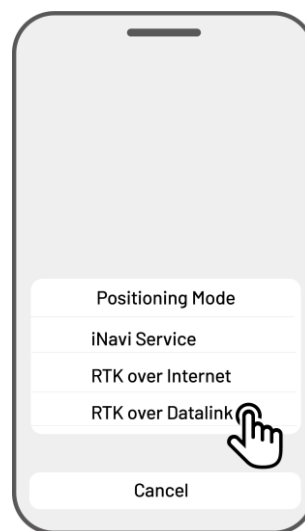 Positioning Mode
iNavi Service
RTK over Internet
RTK over Datalink
Cancel